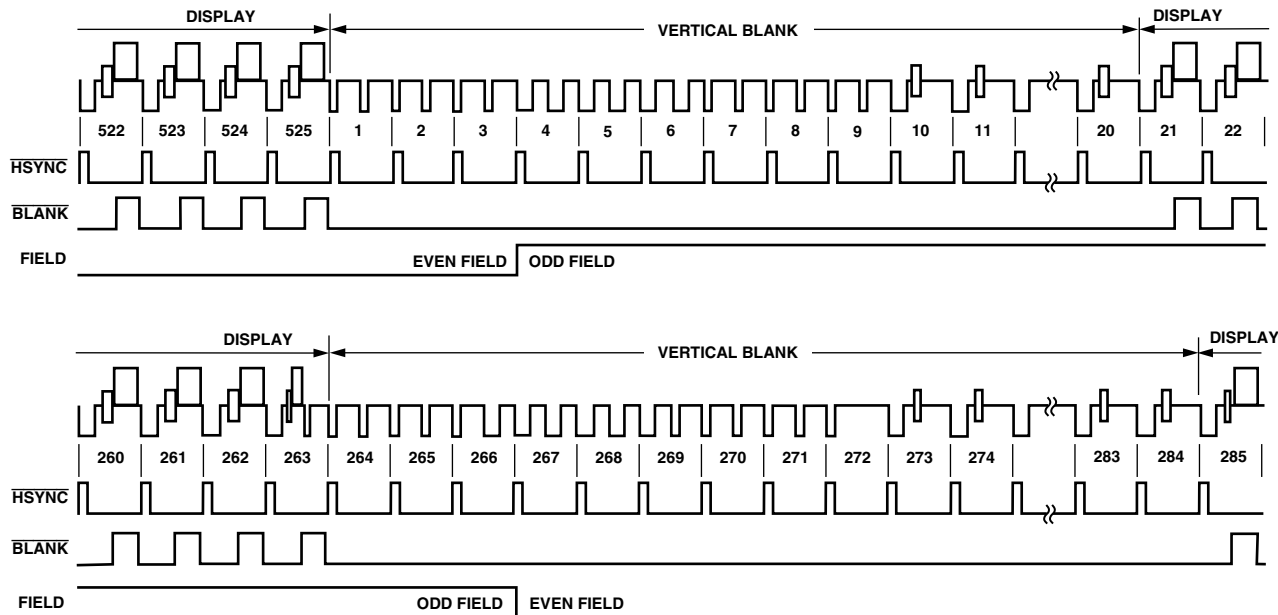 DISPLAY VERTICAL BLANK DISPLAY
522 523 524 525 1 2 3 4 5 6 7 8 9 10 11 20 21 22
HSYNC
BLANK
FIELD EVEN FIELD ODD FIELD
DISPLAY VERTICAL BLANK DISPLAY
260 261 262 263 264 265 266 267 268 269 270 271 272 273 274 283 284 285
HSYNC
BLANK
FIELD ODD FIELD EVEN FIELD